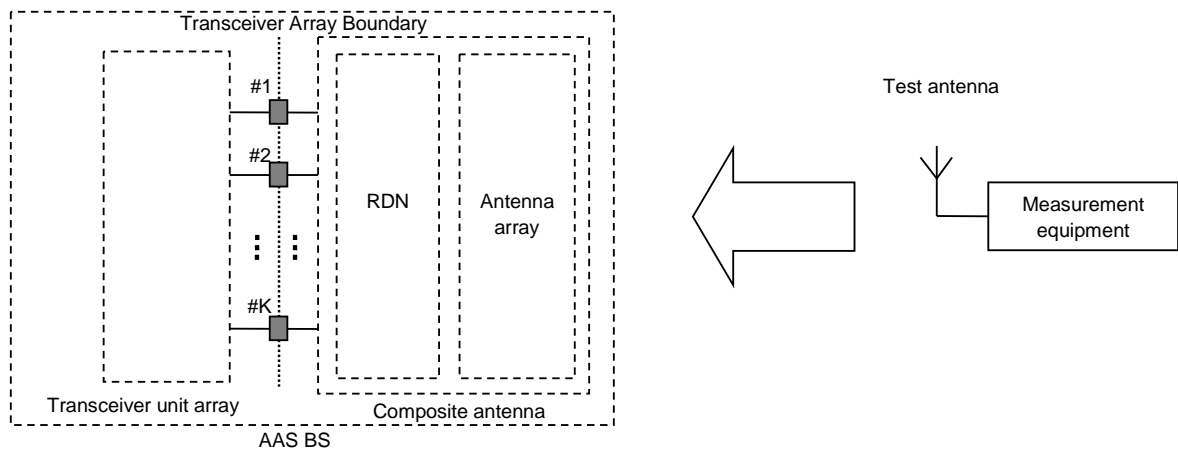 Transceiver Array Boundary
#1
#2
#K
RDN
Antenna
array
Transceiver unit array
Composite antenna
AAS BS
Test antenna
Measurement
equipment